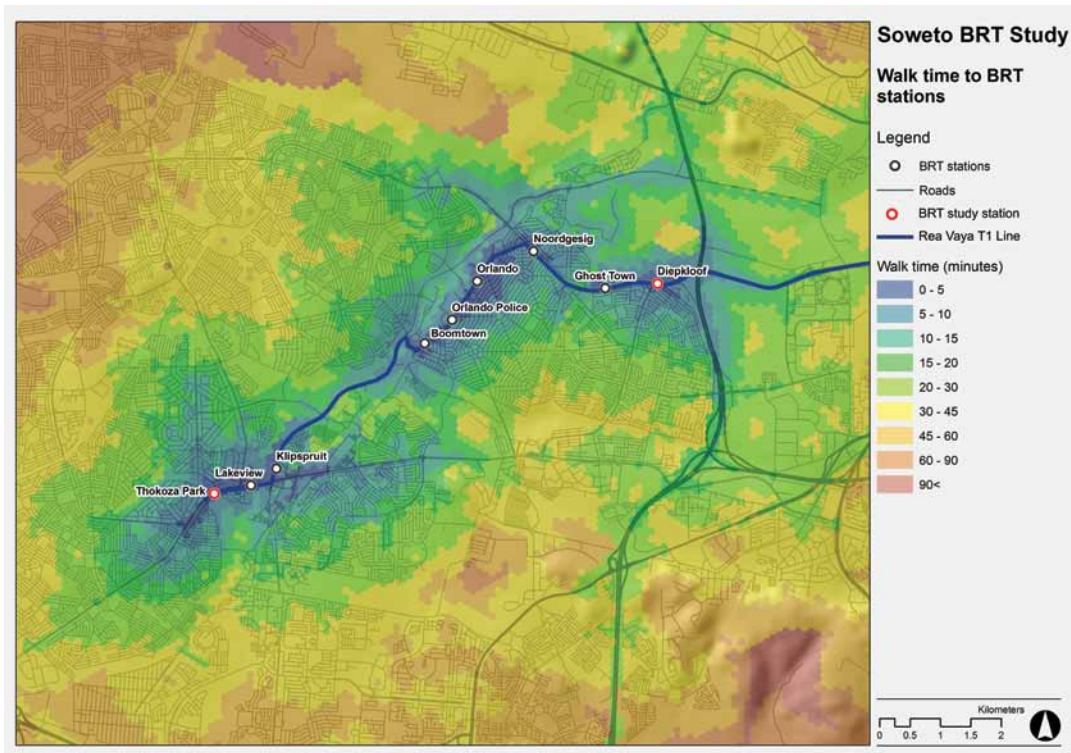 Soweto BRT Study
Walk time to BRT
stations
Legend
BRT stations
Roads
BRT study station
Rea Vaya T1 Line
Walk time (minutes)
0 - 5
5 - 10
10 - 15
15 - 20
20 - 30
30 - 45
45 - 60
60 - 90
90<
Noordgesig
Orlando
Ghost Town
Diepkloof
Orlando Police
Boomtown
Klipspruit
Lakeview
Thokoza Park
Kilometers
0 0.5 1 1.5 2